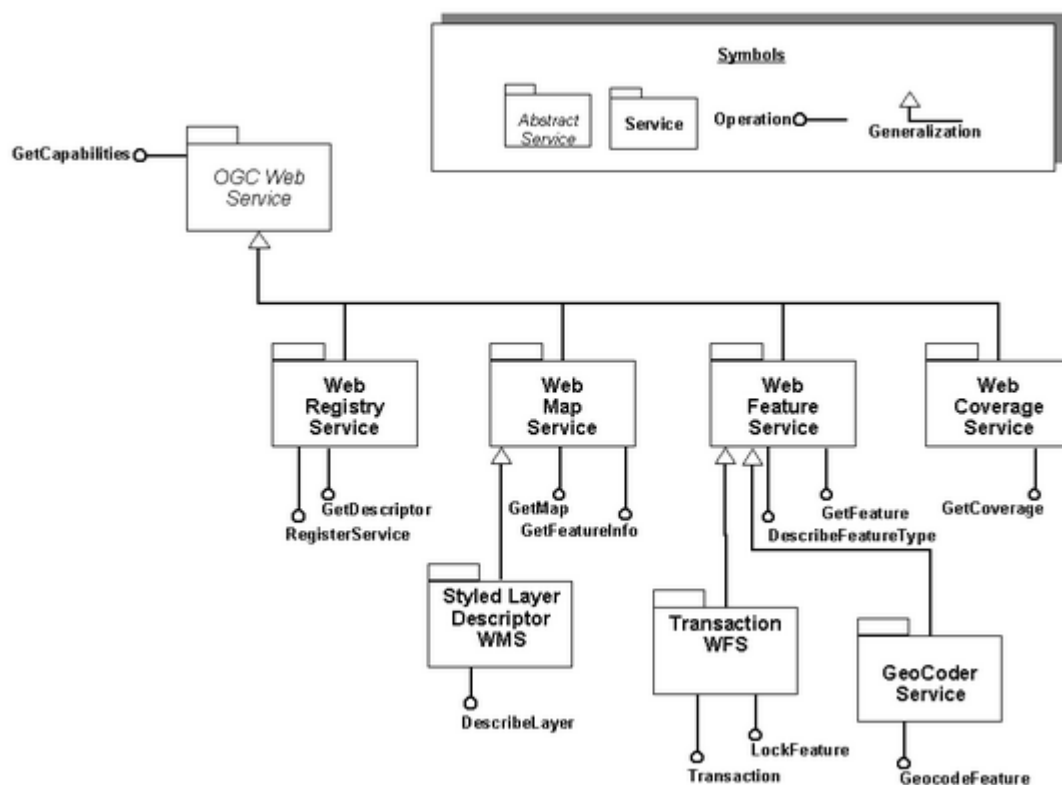 Symbols
Abstract
Service
Service
Operation
Generalization
GetCapabilities
OGC Web
Service
Web
Registry
Service
Web
Map
Service
Web
Feature
Service
Web
Coverage
Service
GetDescriptor
RegisterService
GetMap
GetFeatureInfo
GetFeature
DescribeFeatureType
GetCoverage
Styled Layer
Descriptor
WMS
Transaction
WFS
GeoCoder
Service
DescribeLayer
LockFeature
Transaction
GeocodeFeature